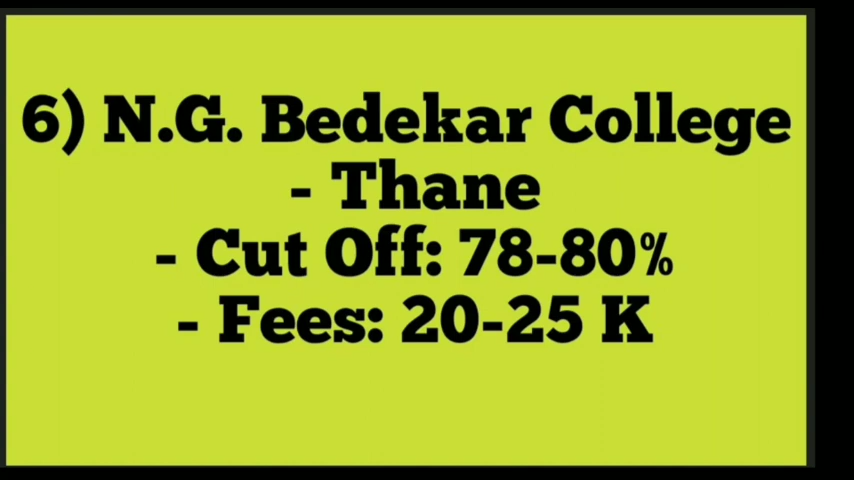 6) N.G. Bedekar College
- Thane
- Cut Off: 78-80%
- Fees: 20-25 K